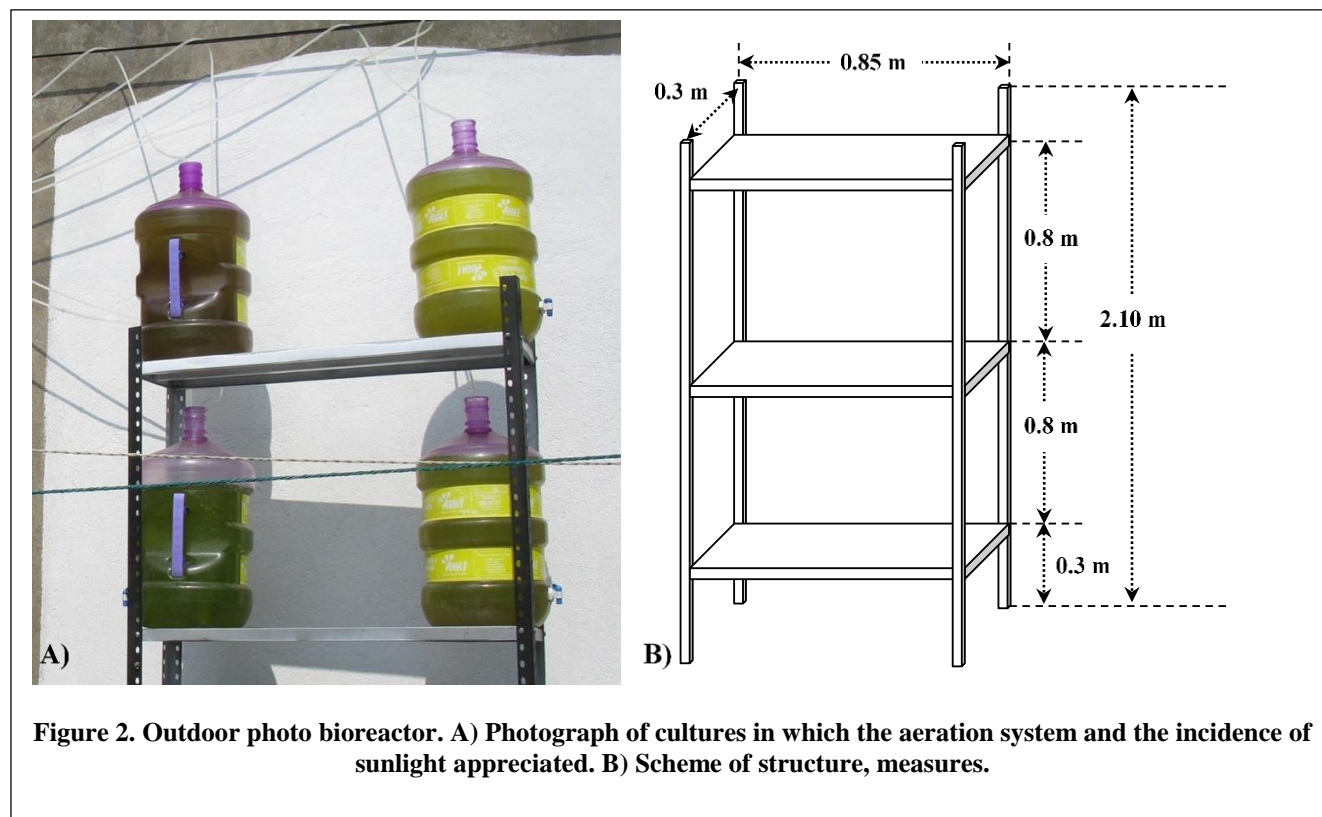 0.85 m
0.3 m
0.8 m
2.10 m
0.8 m
0.3 m
A)
B)
Figure 2. Outdoor photo bioreactor. A) Photograph of cultures in which the aeration system and the incidence of
sunlight appreciated. B) Scheme of structure, measures.